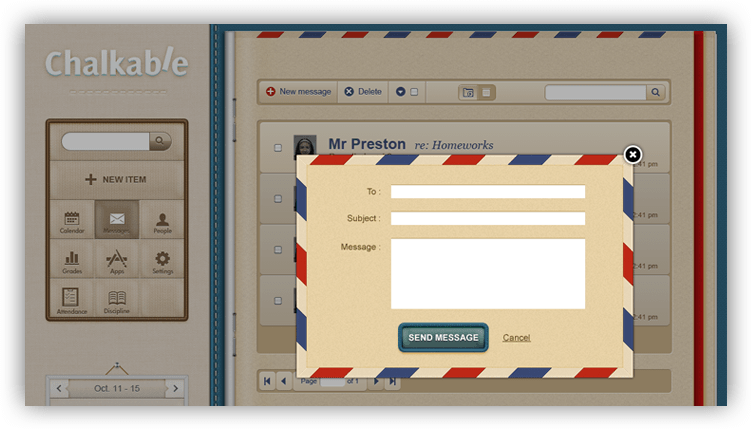 Chalkable
NEW ITEM
Calendar Messages People
Grades Apps Settings
Attendance Discipline
Oct. 11 - 15
New message Delete
Mr Preston re: Homeworks
2:41 pm
2:41 pm
2:41 pm
2:41 pm
To :
Subject :
Message :
SEND MESSAGE Cancel
Page of 1